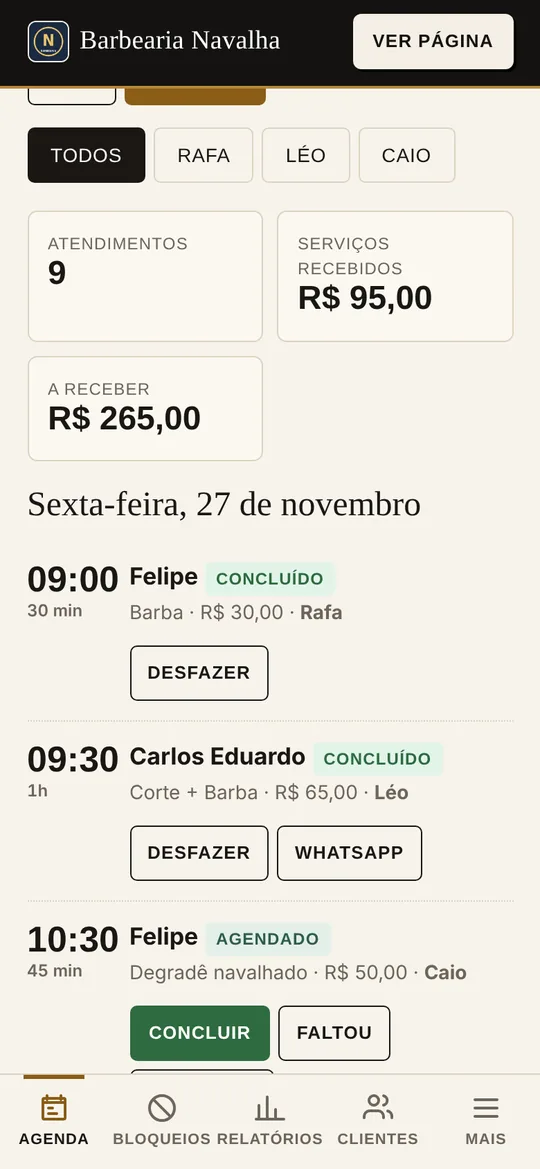 N
Barbearia Navalha
VER PÁGINA
TODOS
RAFA
LÉO
CAIO
ATENDIMENTOS
9
SERVIÇOS
RECEBIDOS
R$ 95,00
A RECEBER
R$ 265,00
Sexta-feira, 27 de novembro
09:00 Felipe CONCLUÍDO
30 min Barba · R$ 30,00 · Rafa
DESFAZER
09:30 Carlos Eduardo CONCLUÍDO
1h Corte + Barba · R$ 65,00 · Léo
DESFAZER
WHATSAPP
10:30 Felipe AGENDADO
45 min Degradê navalhado · R$ 50,00 · Caio
CONCLUIR
FALTOU
AGENDA
BLOQUEIOS
RELATÓRIOS
CLIENTES
MAIS